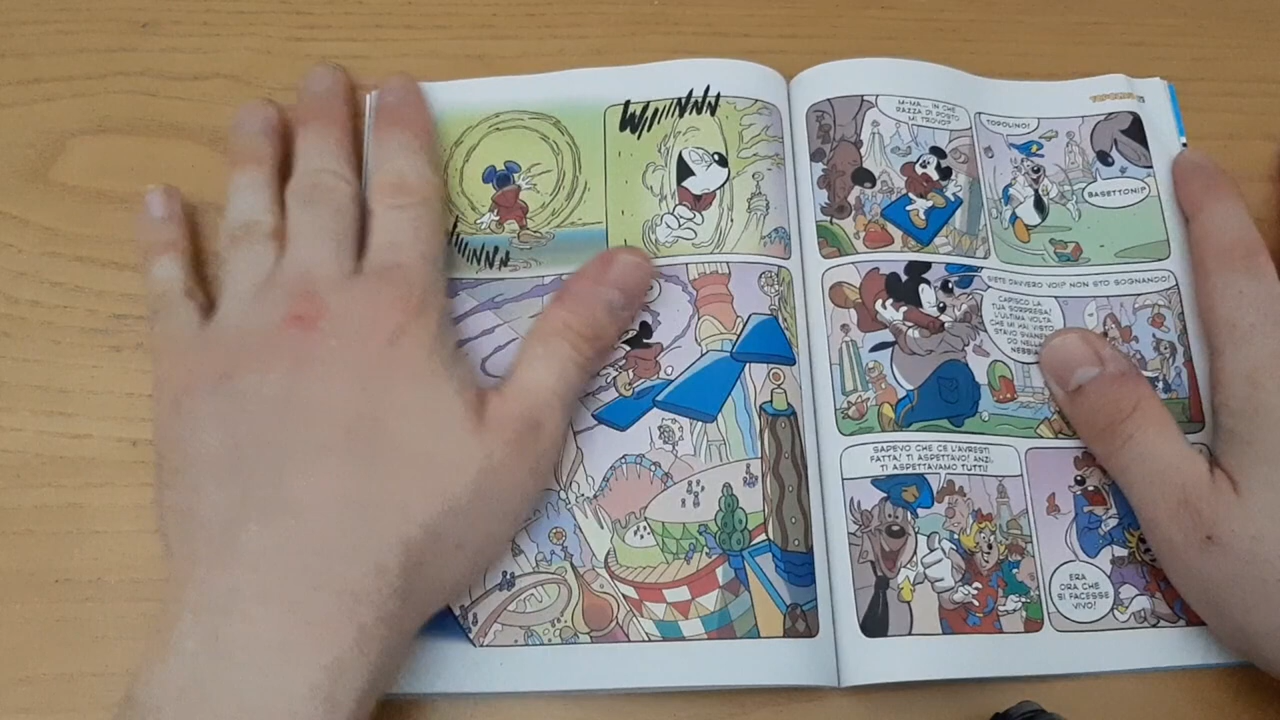 WIIIINNN
IIIINNN
TOPOLINO
M-MA... IN CHE
RAZZA DI POSTO
MI TROVO?
TOPOLINO!
BASETTONI?
SIETE DAVVERO VOI? NON STO SOGNANDO!
CAPISCO LA
TUA SORPRESA!
L'ULTIMA VOLTA
CHE MI HAI VISTO
STAVO SVANEN
DO NELLA
NEBBIA
SAPEVO CHE CE L'AVRESTI
FATTA! TI ASPETTAVO! ANZI,
TI ASPETTAVAMO TUTTI!
ERA
ORA CHE
SI FACESSE
VIVO!